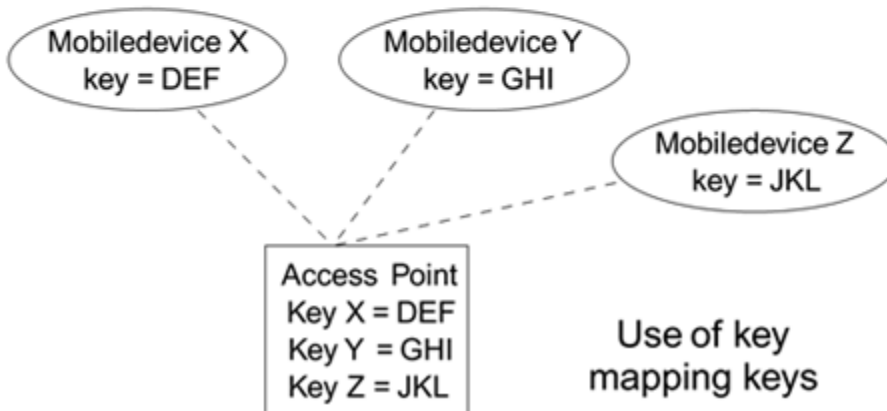 Mobiledevice X
key = DEF
Mobiledevice Y
key = GHI
Mobiledevice Z
key = JKL
Access Point
Key X = DEF
Key Y = GHI
Key Z = JKL
Use of key
mapping keys